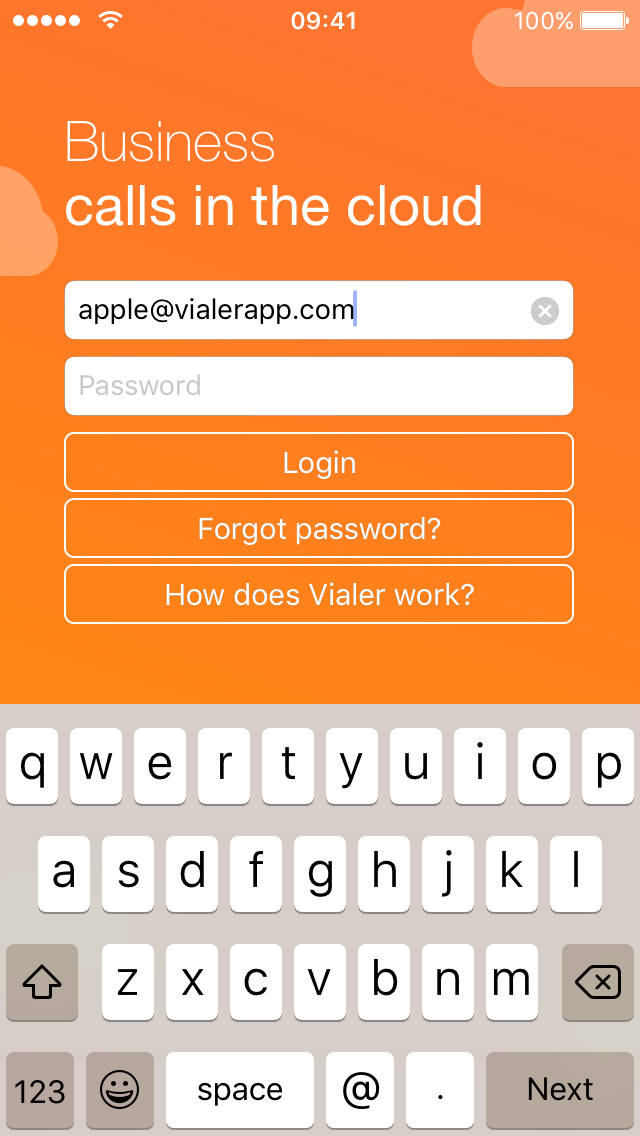 09:41 100%
Business
calls in the cloud
apple@vialerapp.com
Password
Login
Forgot password?
How does Vialer work?
q w e r t y u i o p
a s d f g h j k l
z x c v b n m
123 space @ . Next